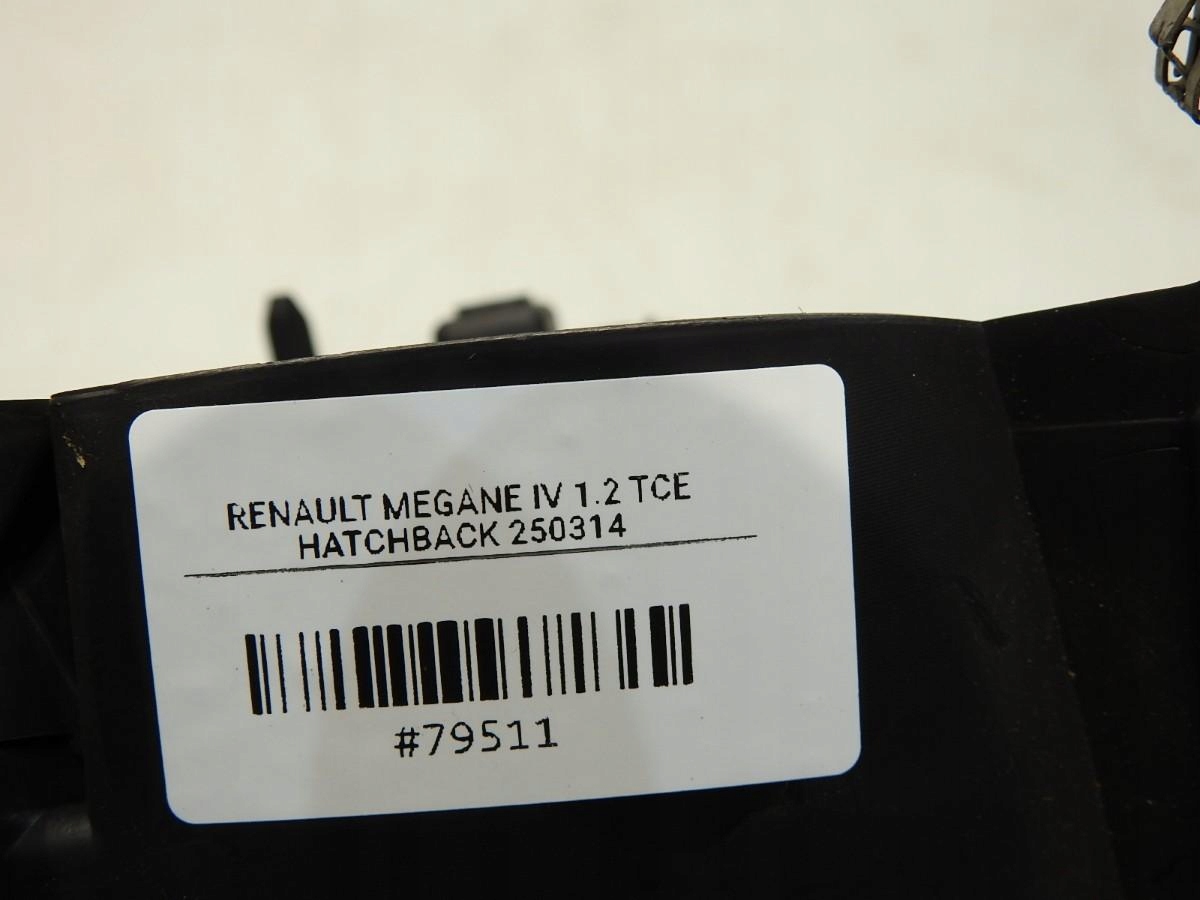 RENAULT MEGANE IV 1.2 TCE
HATCHBACK 250314
#79511